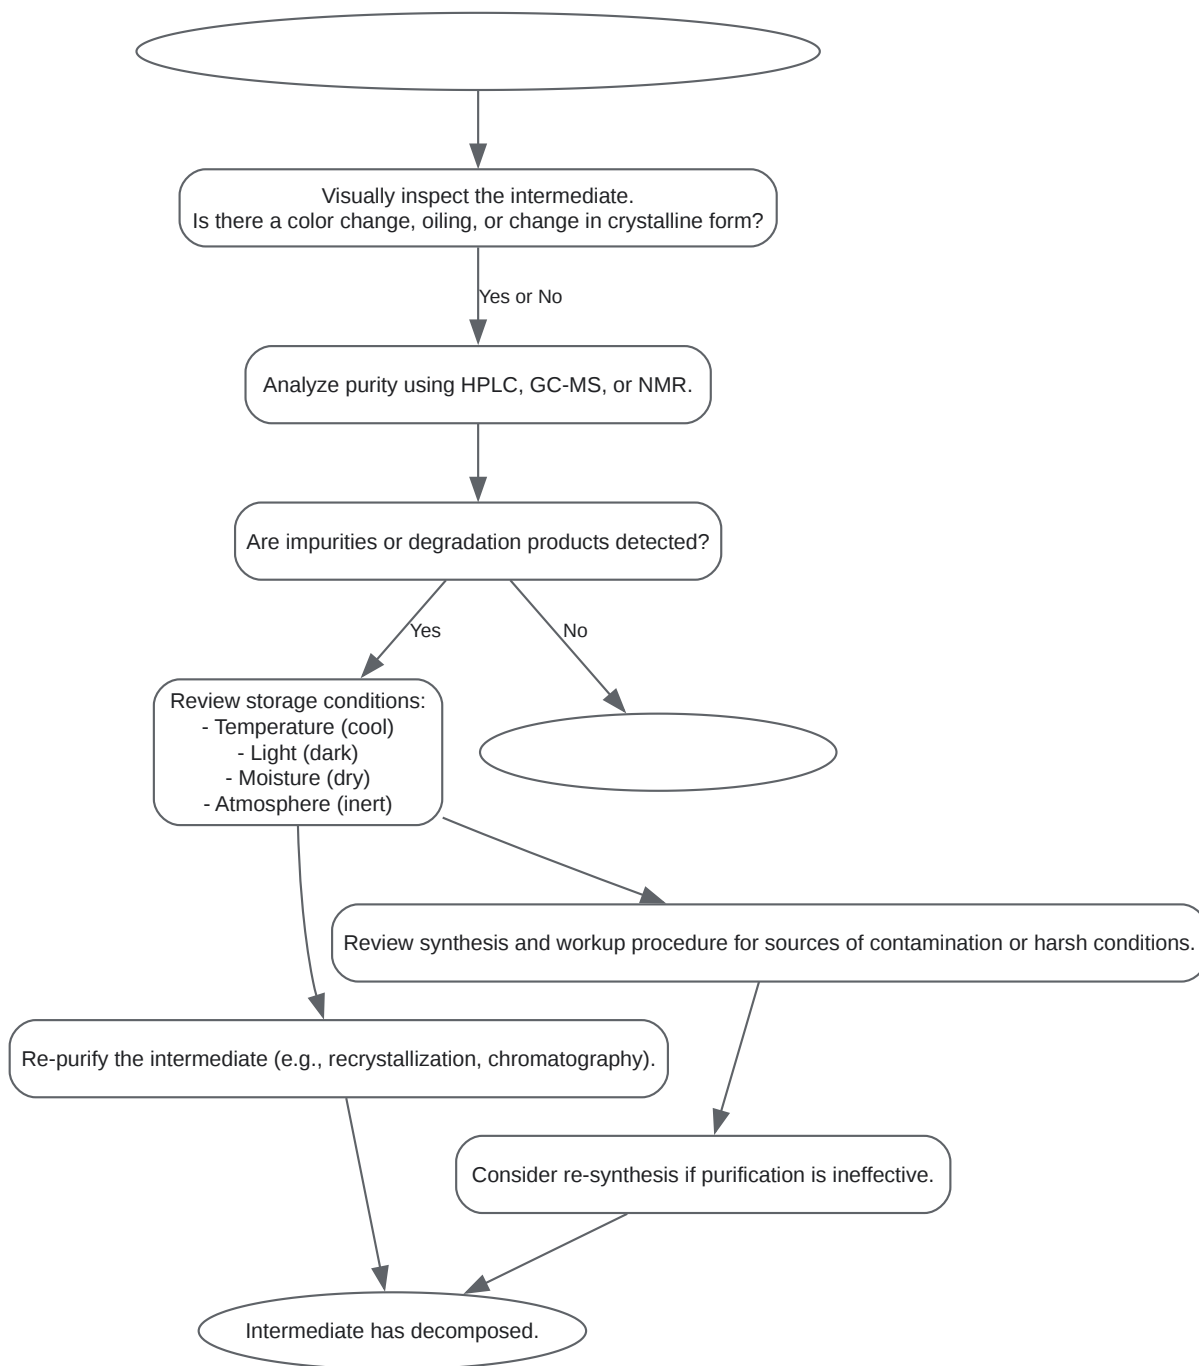 Visually inspect the intermediate.
Is there a color change, oiling, or change in crystalline form?
Yes or No
Analyze purity using HPLC, GC-MS, or NMR.
Are impurities or degradation products detected?
Yes
No
Review storage conditions:
- Temperature (cool)
- Light (dark)
- Moisture (dry)
- Atmosphere (inert)
Review synthesis and workup procedure for sources of contamination or harsh conditions.
Re-purify the intermediate (e.g., recrystallization, chromatography).
Consider re-synthesis if purification is ineffective.
Intermediate has decomposed.